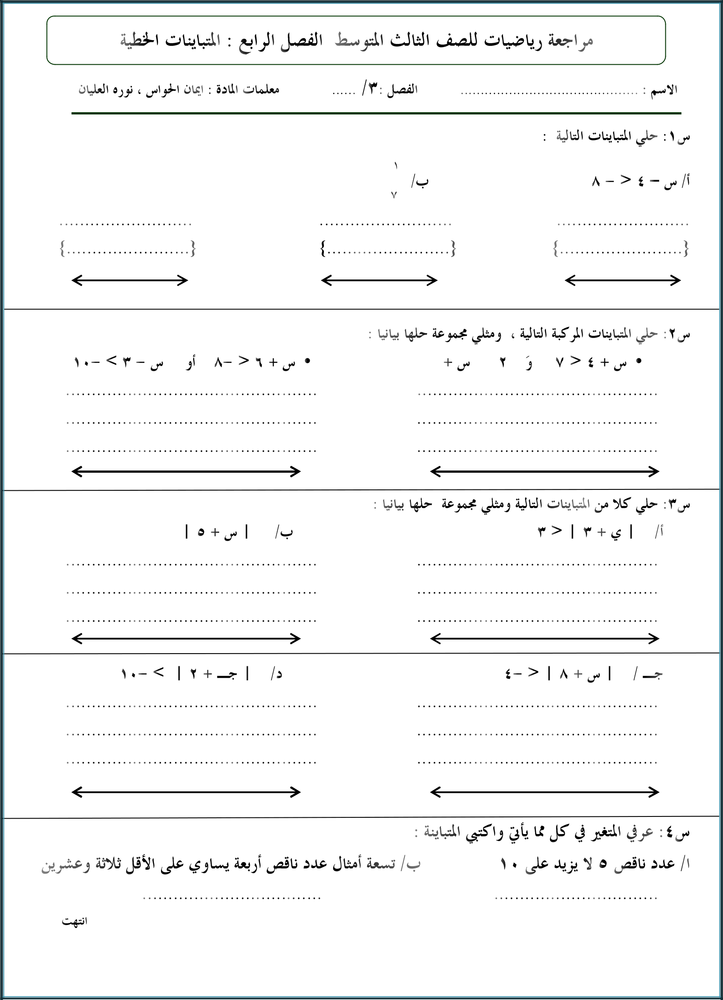 مراجعة رياضيات للصف الثالث المتوسط الفصل الرابع : المتباينات الخطية
الاسم : .................................... الفصل :٣/ ...... معلمات المادة : ايمان الحواس ، نوره العليان
س١: حلي المتباينات التالية :
أ/ س – ٤ < – ٨ ب/ ١
٧
.......................... .......................... ..........................
{........................} {........................} {........................}
س٢: حلي المتباينات المركبة التالية ، ومثلي مجموعة حلها بيانيا :
• س + ٤ < ٧ وَ ٢ س + • س + ٦ < –٨ أو س – ٣ > –١٠
................................................ ................................................
................................................ ................................................
................................................ ................................................
س٣: حلي كلا من المتباينات التالية ومثلي مجموعة حلها بيانيا :
أ/ | ي + ٣ | < ٣ ب/ | س + ٥ |
................................................ ................................................
................................................ ................................................
................................................ ................................................
جـ / | س + ٨ | < –٤ د/ | جـ + ٢ | > –١٠
................................................ ................................................
................................................ ................................................
................................................ ................................................
س٤: عرفي المتغير في كل مما يأتي واكتبي المتباينة :
ا/ عدد ناقص ٥ لا يزيد على ١٠ ب/ تسعة أمثال عدد ناقص أربعة يساوي على الأقل ثلاثة وعشرين
................................ ...................................
انتهت